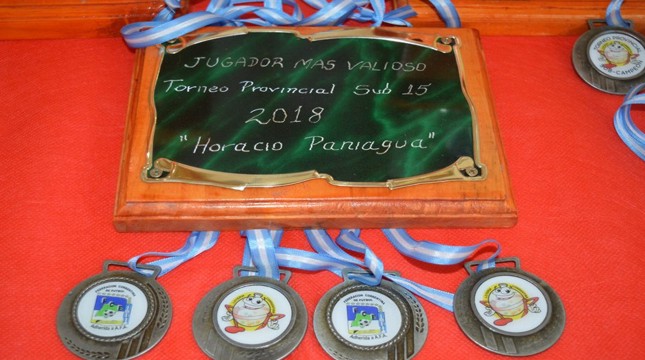 JUGADOR MAS VALIOSO
Torneo Provincial Sub 15
2018
"Horacio Paniagua"